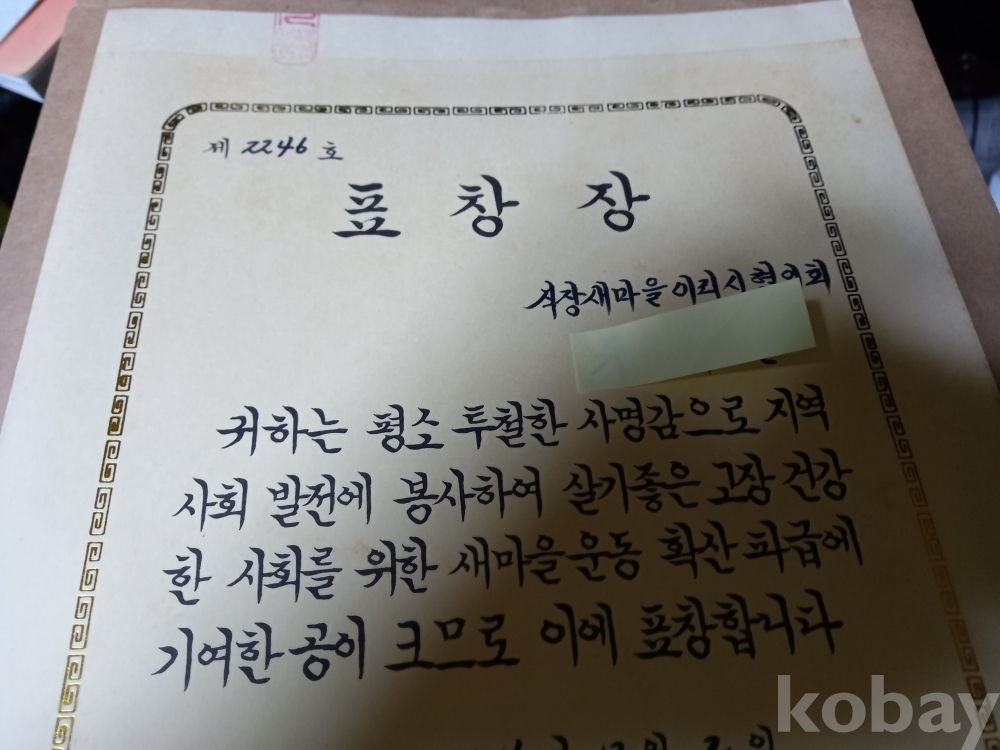 제 2246 호
표 창 장
직장새마을이리시협의회
귀하는 평소 투철한 사명감으로 지역
사회 발전에 봉사하여 살기좋은 고장 건강
한 사회를 위한 새마을운동 확산파급에
기여한 공이 크므로 이에 표창합니다
kobay